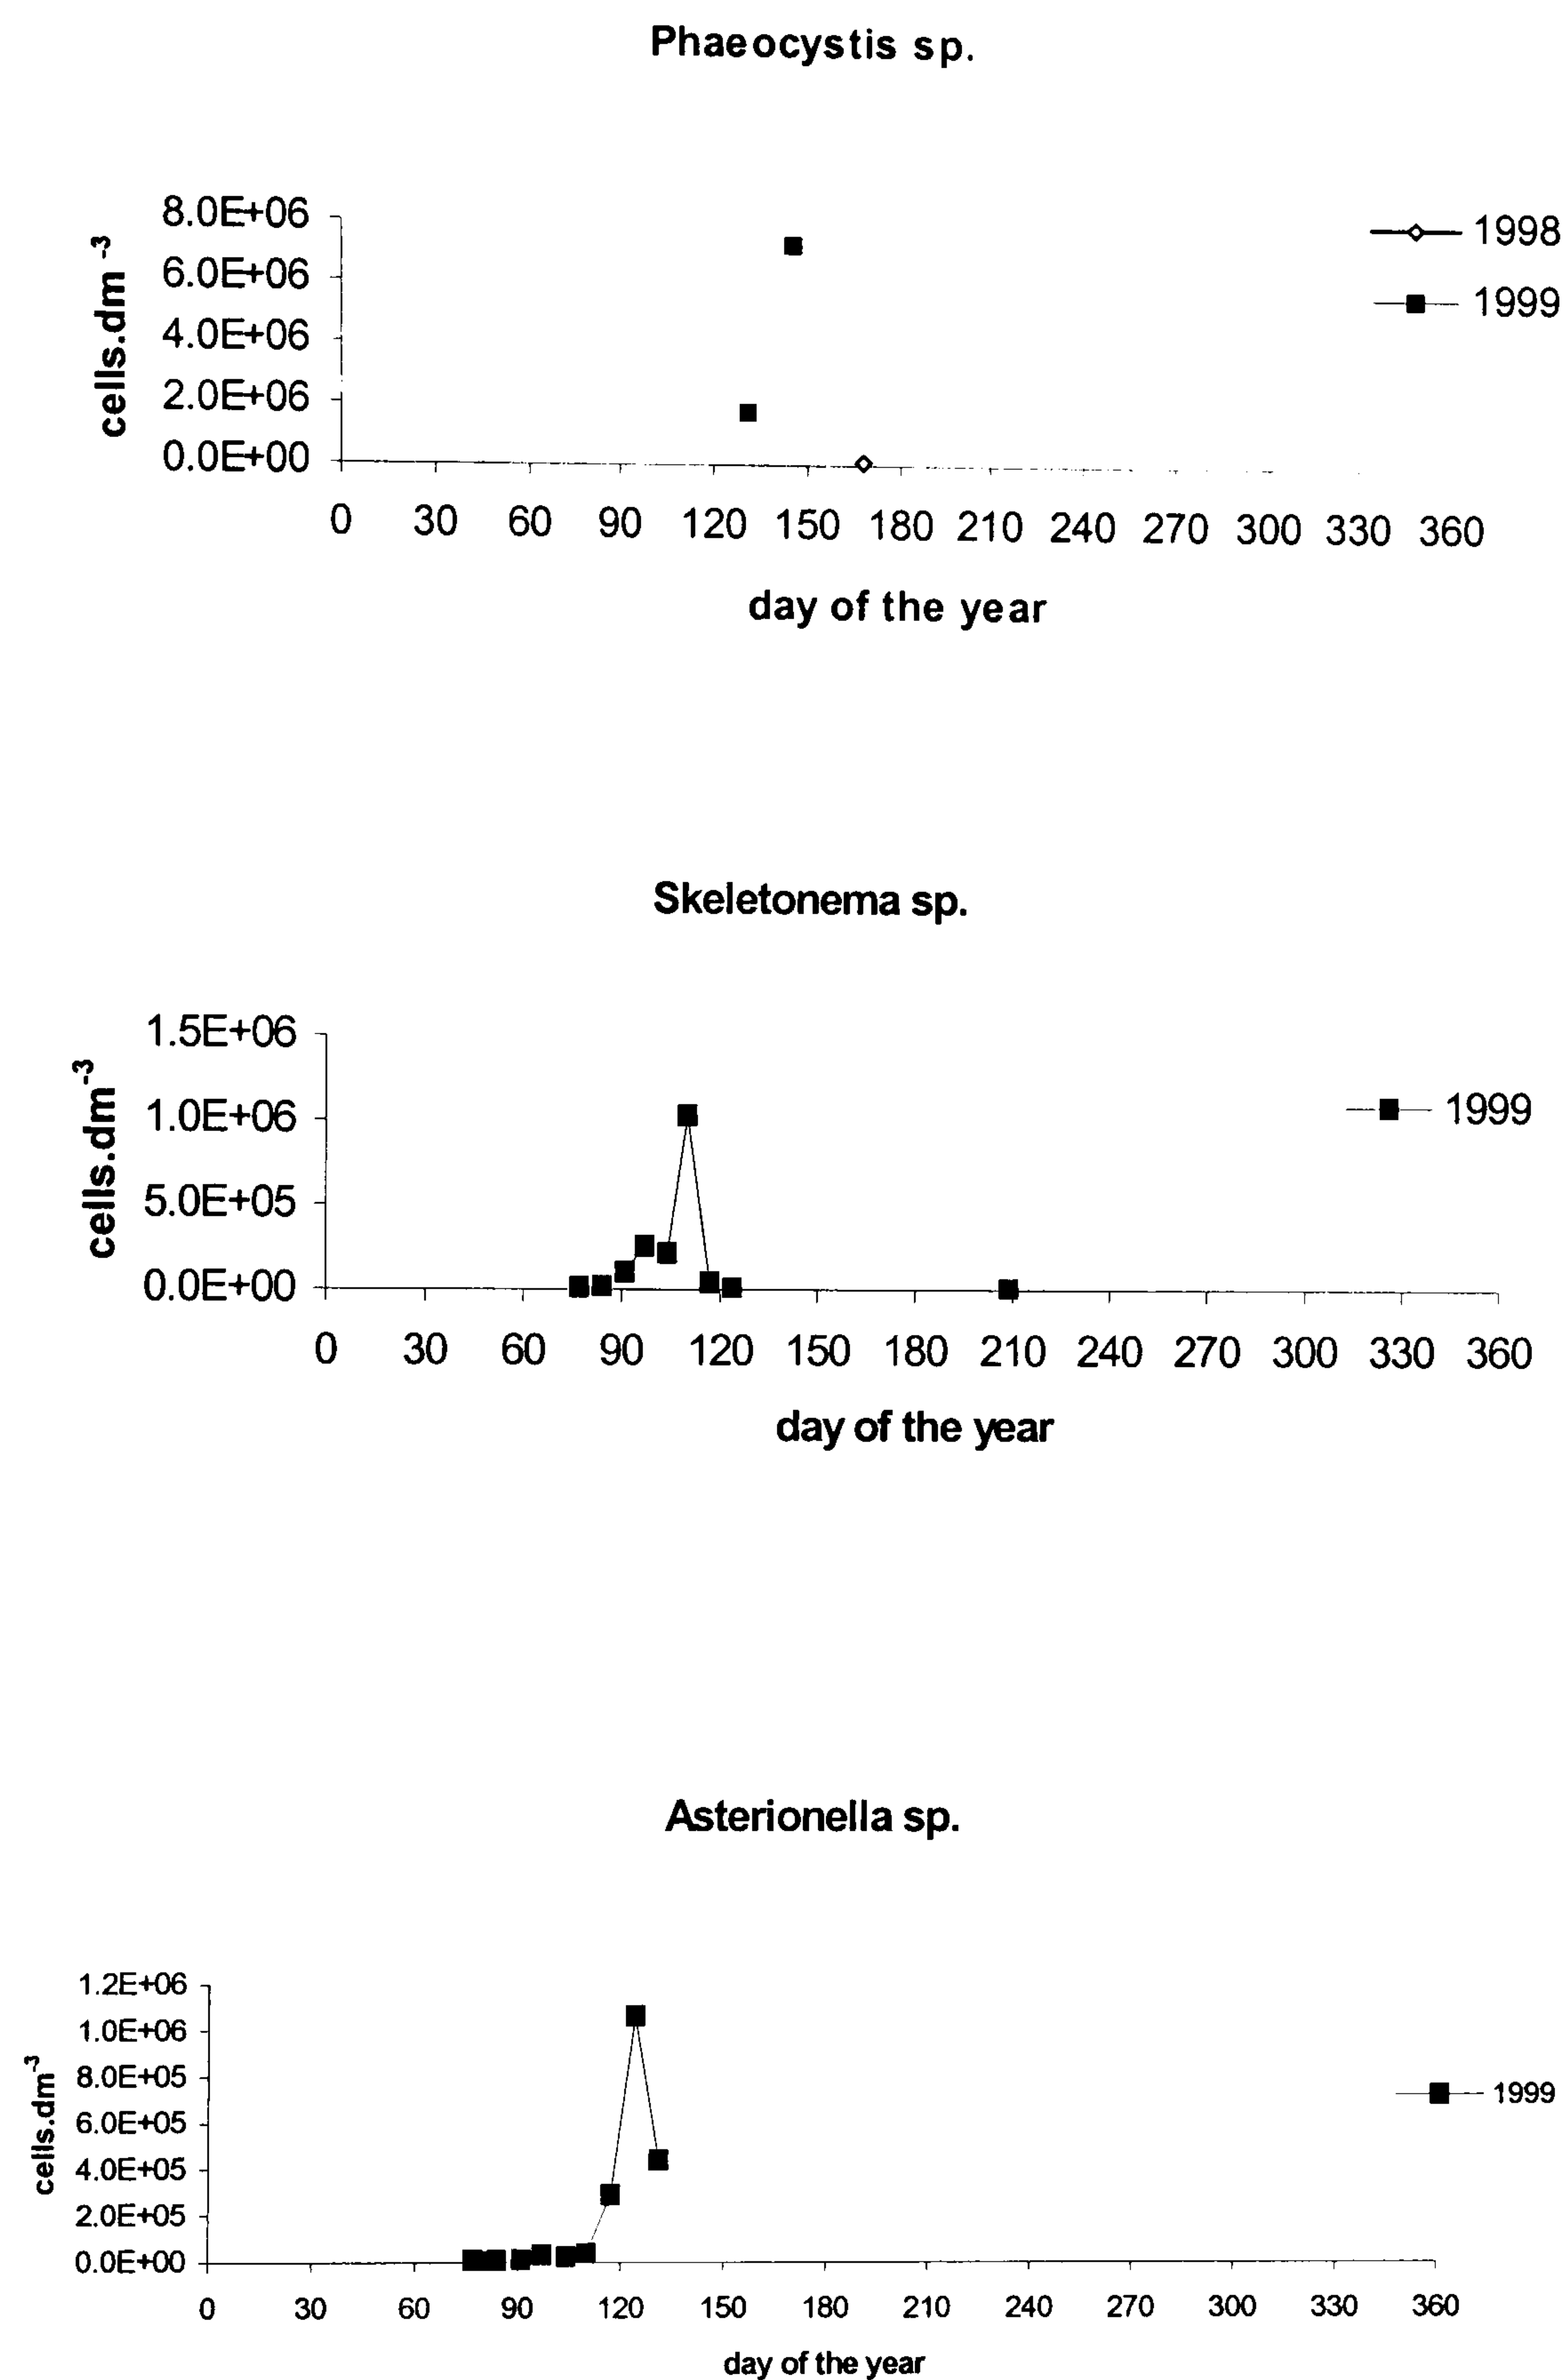 Phaeocystis sp.
8.0E+06
6.0E+06
4.0E+06
2.0E+06
0.0E+00
cells.dm-3
1998
1999
0 30 60 90 120 150 180 210 240 270 300 330 360
day of the year
Skeletonema sp.
1.5E+06
1.0E+06
5.0E+05
0.0E+00
cells.dm-3
1999
0 30 60 90 120 150 180 210 240 270 300 330 360
day of the year
Asterionella sp.
1.2E+06
1.0E+06
8.0E+05
6.0E+05
4.0E+05
2.0E+05
0.0E+00
cells.dm-3
1999
0 30 60 90 120 150 180 210 240 270 300 330 360
day of the year